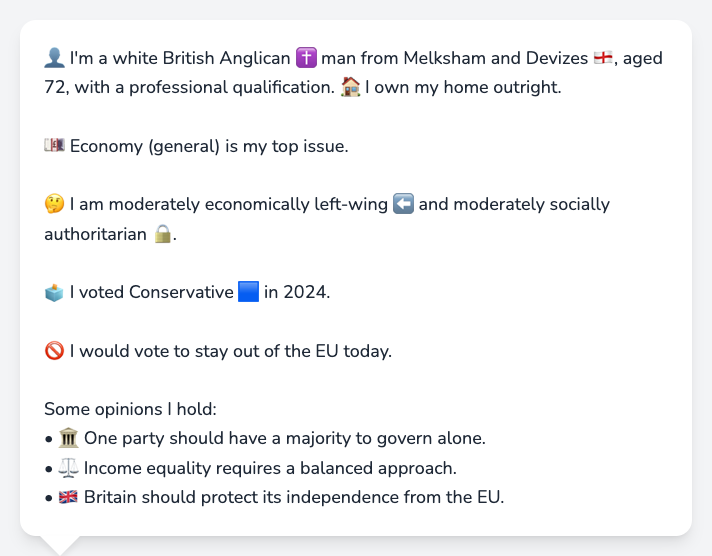 👤 I'm a white British Anglican ✝️ man from Melksham and Devizes 🏴󠁧󠁢󠁥󠁮󠁧󠁿, aged
72, with a professional qualification. 🏠 I own my home outright.
💷 Economy (general) is my top issue.
🤔 I am moderately economically left-wing ⬅️ and moderately socially
authoritarian 🔒.
🗳️ I voted Conservative 🟦 in 2024.
🚫 I would vote to stay out of the EU today.
Some opinions I hold:
• 🏛️ One party should have a majority to govern alone.
• ⚖️ Income equality requires a balanced approach.
• 🇬🇧 Britain should protect its independence from the EU.